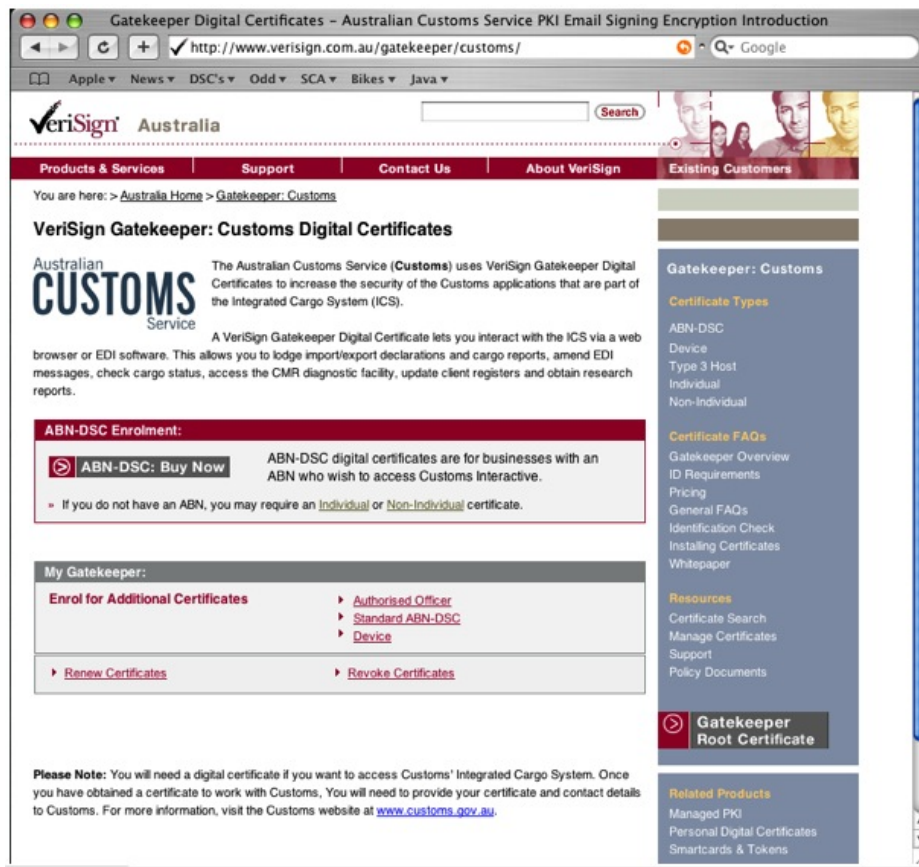 Gatekeeper Digital Certificates – Australian Customs Service PKI Email Signing Encryption Introduction
http://www.verisign.com.au/gatekeeper/customs/
Google
Apple News DSC's Odd SCA Bikes Java
VeriSign Australia
Search
Products & Services Support Contact Us About VeriSign Existing Customers
You are here: > Australia Home > Gatekeeper: Customs
VeriSign Gatekeeper: Customs Digital Certificates
Australian
CUSTOMS
Service
The Australian Customs Service (Customs) uses VeriSign Gatekeeper Digital
Certificates to increase the security of the Customs applications that are part of
the Integrated Cargo System (ICS).
A VeriSign Gatekeeper Digital Certificate lets you interact with the ICS via a web
browser or EDI software. This allows you to lodge import/export declarations and cargo reports, amend EDI
messages, check cargo status, access the CMR diagnostic facility, update client registers and obtain research
reports.
ABN-DSC Enrolment:
ABN-DSC: Buy Now
ABN-DSC digital certificates are for businesses with an
ABN who wish to access Customs Interactive.
» If you do not have an ABN, you may require an Individual or Non-Individual certificate.
My Gatekeeper:
Enrol for Additional Certificates
Authorised Officer
Standard ABN-DSC
Device
Renew Certificates
Revoke Certificates
Please Note: You will need a digital certificate if you want to access Customs' Integrated Cargo System. Once
you have obtained a certificate to work with Customs, You will need to provide your certificate and contact details
to Customs. For more information, visit the Customs website at www.customs.gov.au.
Gatekeeper: Customs
Certificate Types
ABN-DSC
Device
Type 3 Host
Individual
Non-Individual
Certificate FAQs
Gatekeeper Overview
ID Requirements
Pricing
General FAQs
Identification Check
Installing Certificates
Whitepaper
Resources
Certificate Search
Manage Certificates
Support
Policy Documents
Gatekeeper
Root Certificate
Related Products
Managed PKI
Personal Digital Certificates
Smartcards & Tokens